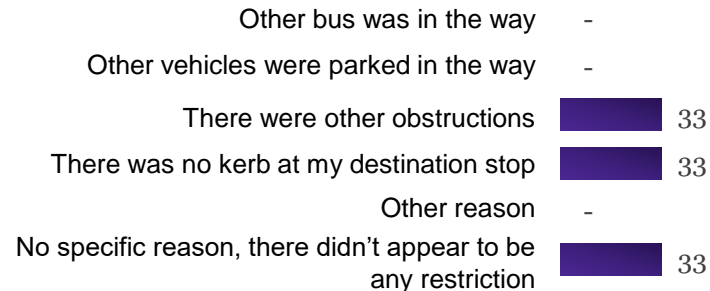 Other bus was in the way -
Other vehicles were parked in the way -
There were other obstructions 33
There was no kerb at my destination stop 33
Other reason -
No specific reason, there didn’t appear to be
any restriction 33